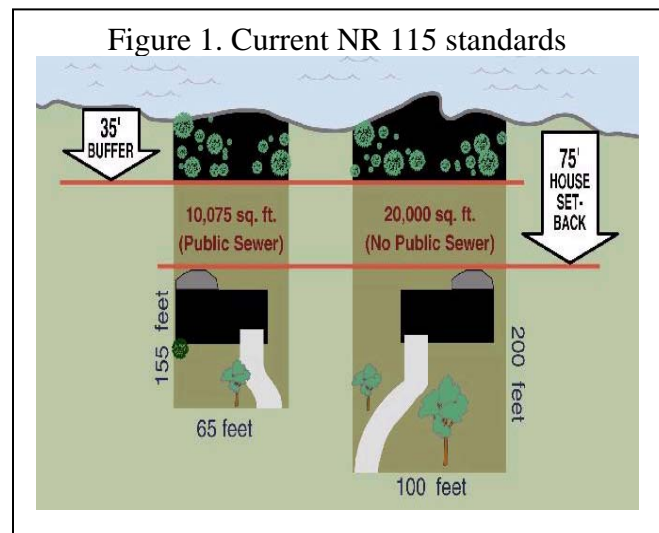 Figure 1. Current NR 115 standards
35'
BUFFER
75'
HOUSE
SET-
BACK
10,075 sq. ft.
(Public Sewer)
20,000 sq. ft.
(No Public Sewer)
155 feet
65 feet
200 feet
100 feet